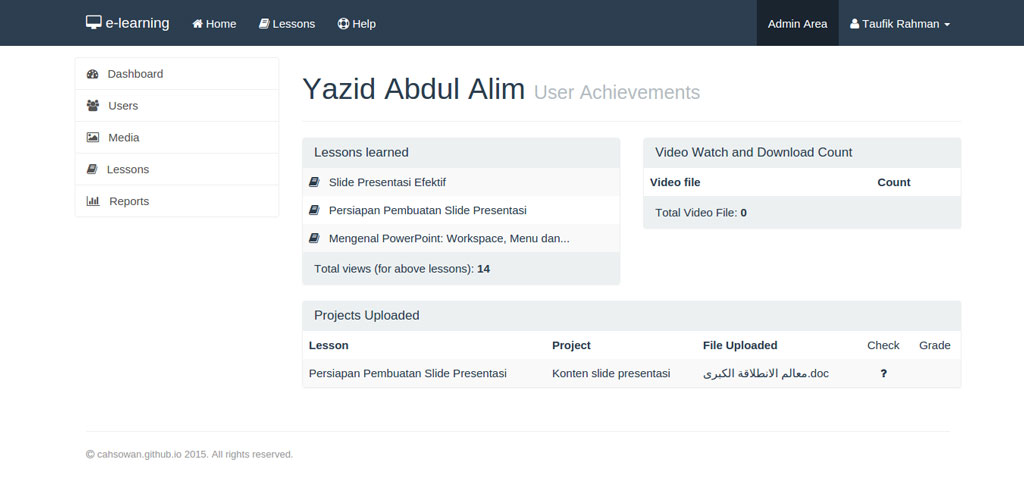 e-learning Home Lessons Help Admin Area Taufik Rahman
Dashboard
Users
Media
Lessons
Reports
Yazid Abdul Alim User Achievements
Lessons learned
Slide Presentasi Efektif
Persiapan Pembuatan Slide Presentasi
Mengenal PowerPoint: Workspace, Menu dan...
Total views (for above lessons): 14
Video Watch and Download Count
Video file Count
Total Video File: 0
Projects Uploaded
Lesson Project File Uploaded Check Grade
Persiapan Pembuatan Slide Presentasi Konten slide presentasi معالم الانطلاقة الكبرى.doc ?
© cahsowan.github.io 2015. All rights reserved.